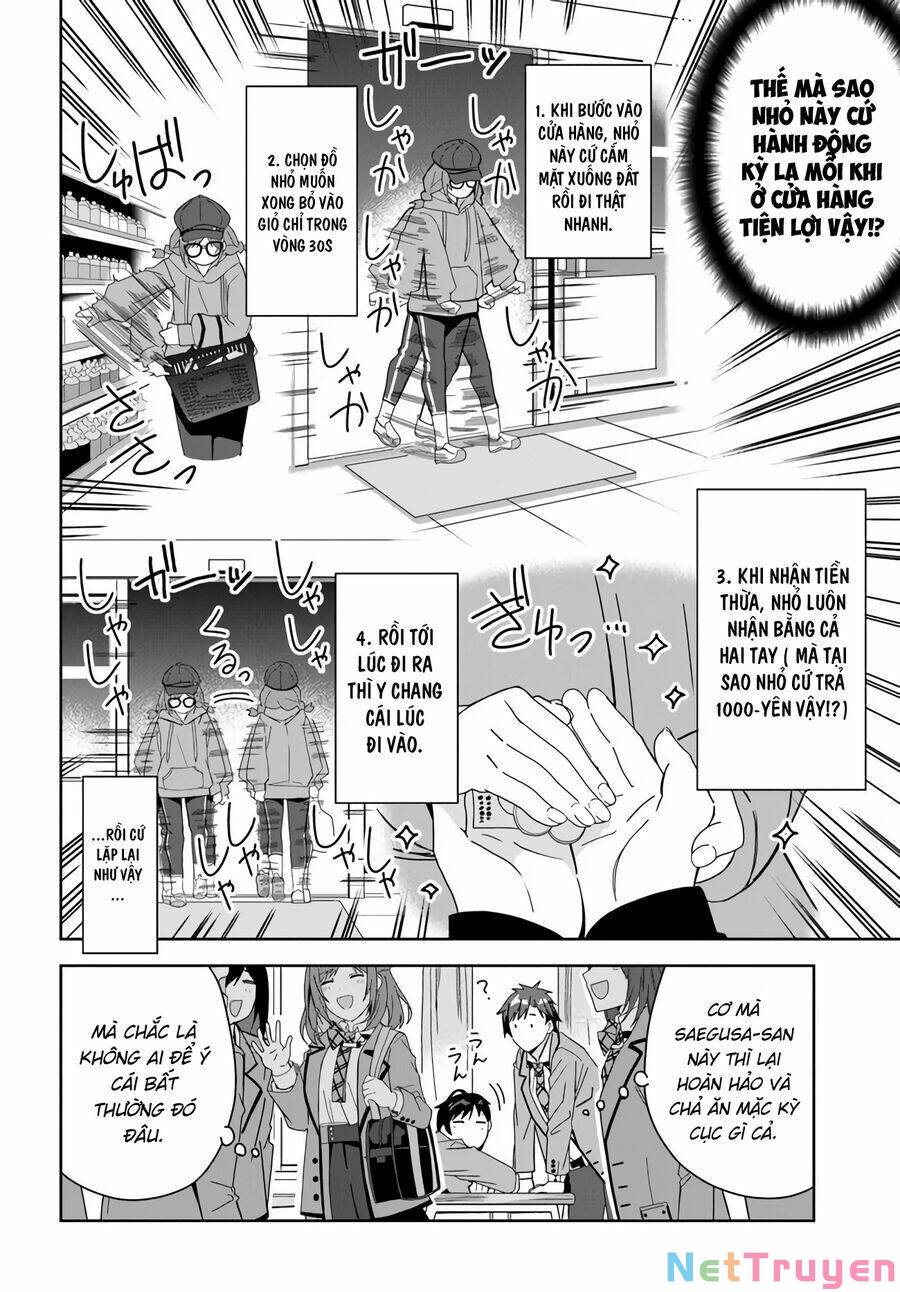 THẾ MÀ SAO
NHỎ NÀY CỨ
HÀNH ĐỘNG
KỲ LẠ MỖI KHI
Ở CỬA HÀNG
TIỆN LỢI VẬY!?
1. KHI BƯỚC VÀO
CỬA HÀNG, NHỎ
NÀY CỨ CẮM
MẶT XUỐNG ĐẤT
RỒI ĐI THẬT
NHANH.
ガーッ
しゃか
しゃか
しゃか
しゃか
2. CHỌN ĐỒ
NHỎ MUỐN
XONG BỎ VÀO
GIỎ CHỈ TRONG
VÒNG 30S
しゅばっ
ささっ
3. KHI NHẬN TIỀN
THỪA, NHỎ LUÔN
NHẬN BẰNG CẢ
HAI TAY ( MÀ TẠI
SAO NHỎ CỨ TRẢ
1000-YÊN VẬY!?)
ぎゅっ…
4. RỒI TỚI
LÚC ĐI RA
THÌ Y CHANG
CÁI LÚC
ĐI VÀO.
ガーッ
くるっ
しゃか
しゃか
しゃか
しゃか
...RỒI CỨ
LẶP LẠI
NHƯ VẬY
...
CƠ MÀ
SAEGUSA-SAN
NÀY THÌ LẠI
HOÀN HẢO VÀ
CHẢ ĂN MẶC KỲ
CỤC GÌ CẢ.
?
うんうん
MÀ CHẮC LÀ
KHÔNG AI ĐỂ Ý
CÁI BẤT
THƯỜNG ĐÓ
ĐÂU.
NetTruyen